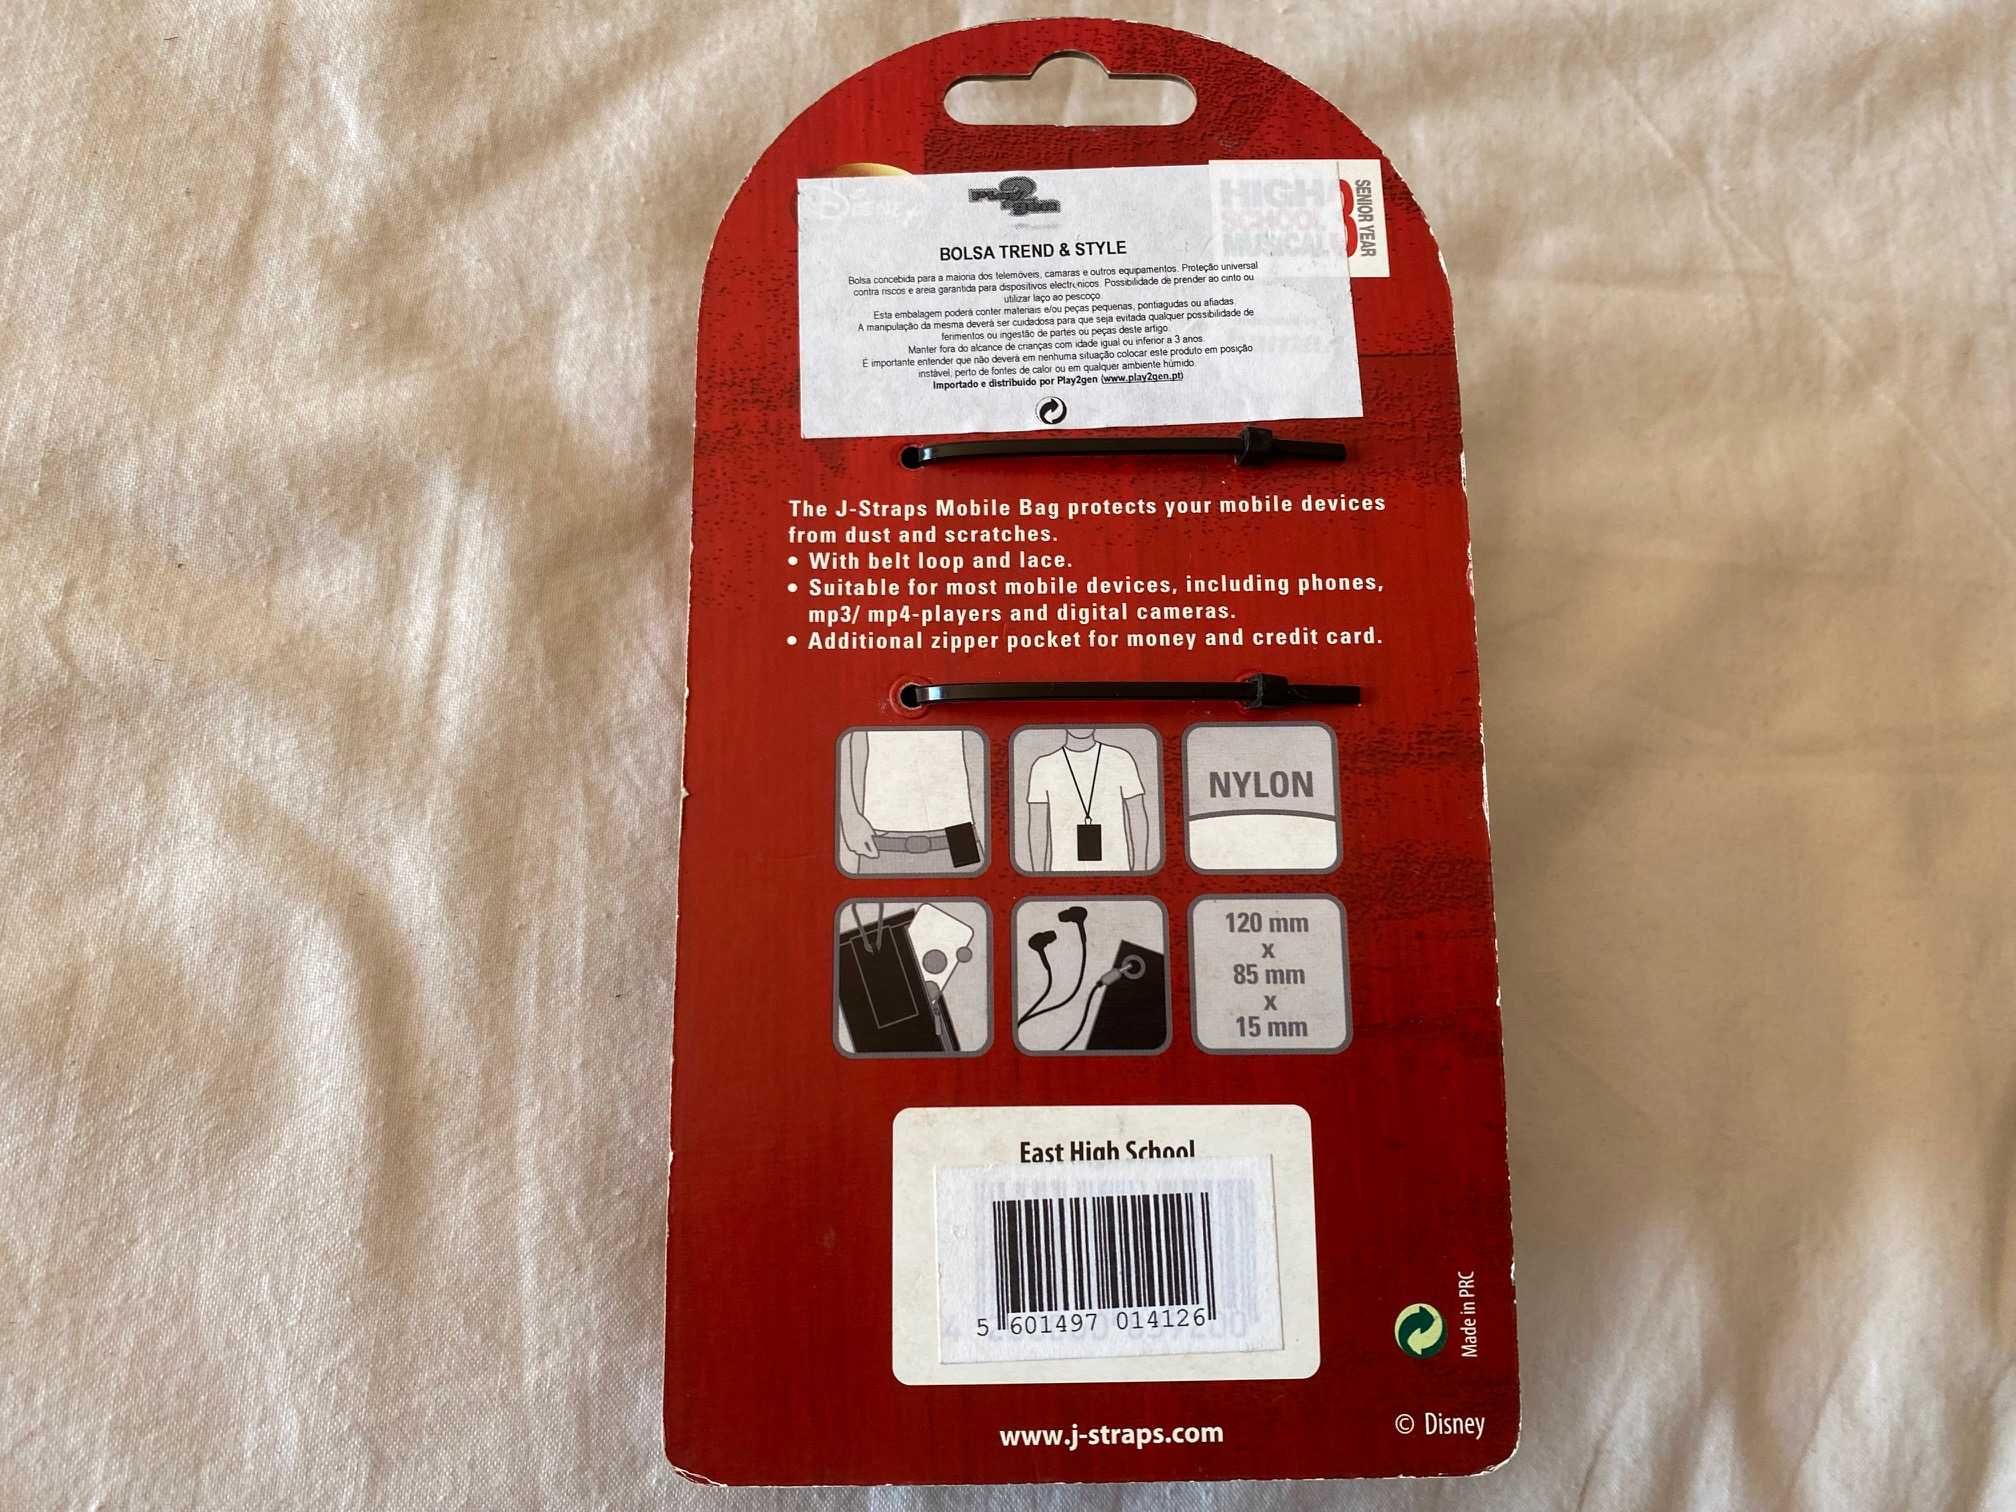 Disney
Play2gen
HIGH
SCHOOL
MUSICAL
3
SENIOR YEAR
BOLSA TREND & STYLE
Bolsa concebida para a maioria dos telemóveis, camaras e outros equipamentos. Proteção universal
contra riscos e areia garantida para dispositivos electrónicos. Possibilidade de prender ao cinto ou
utilizar laço ao pescoço.
Esta embalagem poderá conter materiais e/ou peças pequenas, pontiagudas ou afiadas.
A manipulação da mesma deverá ser cuidadosa para que seja evitada qualquer possibilidade de
ferimentos ou ingestão de partes ou peças deste artigo.
Manter fora do alcance de crianças com idade igual ou inferior a 3 anos.
É importante entender que não deverá em nenhuma situação colocar este produto em posição
instável, perto de fontes de calor ou em qualquer ambiente húmido.
Importado e distribuido por Play2gen (www.play2gen.pt)
The J-Straps Mobile Bag protects your mobile devices
from dust and scratches.
• With belt loop and lace.
• Suitable for most mobile devices, including phones,
mp3/ mp4-players and digital cameras.
• Additional zipper pocket for money and credit card.
NYLON
120 mm
x
85 mm
x
15 mm
East High School
5 601497 014126
Made in PRC
www.j-straps.com
© Disney